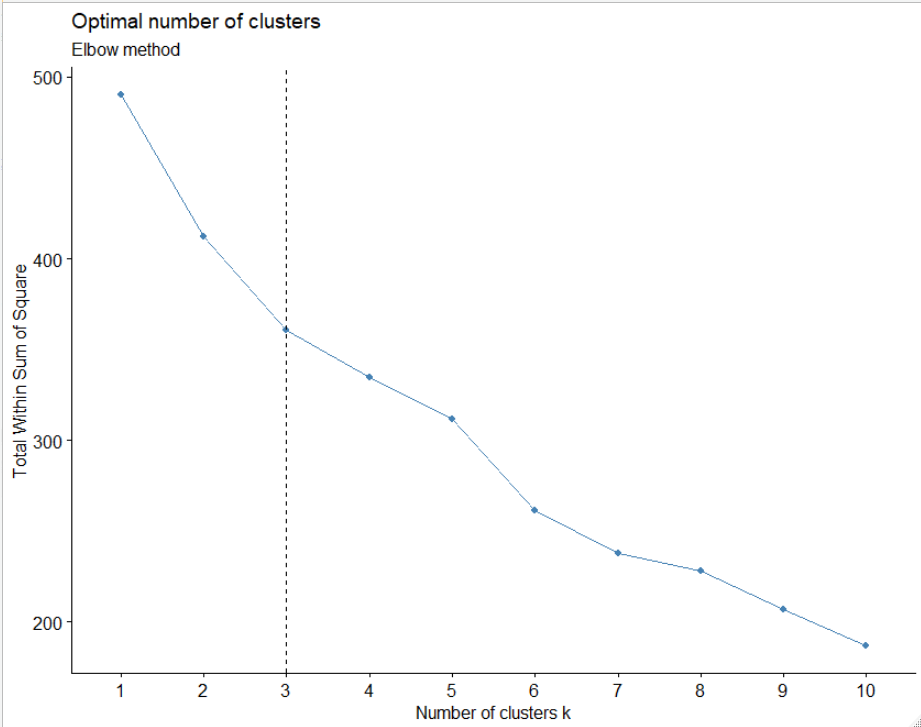 Optimal number of clusters
Elbow method
500
400
300
200
Total Within Sum of Square
1 2 3 4 5 6 7 8 9 10
Number of clusters k